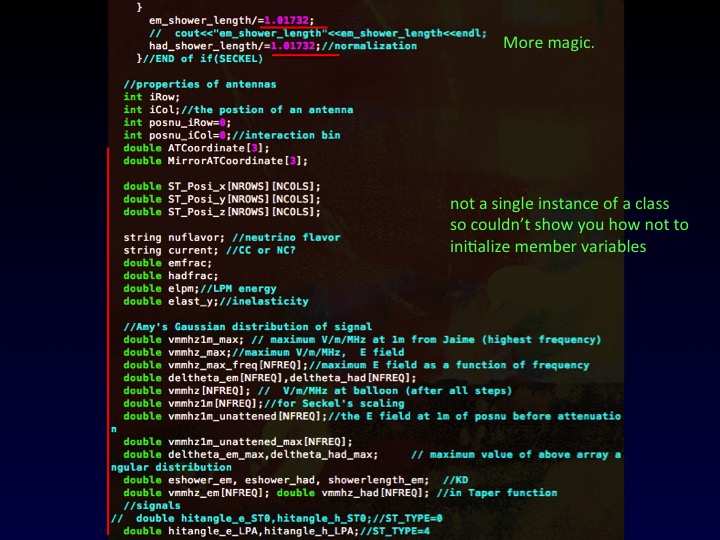 }
em_shower_length/=1.01732;
//  cout<<"em_shower_length"<<em_shower_length<<endl;
had_shower_length/=1.01732;//normalization
}//END of if(SECKEL)
More magic.
//properties of antennas
int iRow;
int iCol;//the postion of an antenna
int posnu_iRow=0;
int posnu_iCol=0;//interaction bin
double ATCoordinate[3];
double MirrorATCoordinate[3];
double ST_Posi_x[NROWS][NCOLS];
double ST_Posi_y[NROWS][NCOLS];
double ST_Posi_z[NROWS][NCOLS];
not a single instance of a class
so couldn't show you how not to
initialize member variables
string nuflavor; //neutrino flavor
string current; //CC or NC?
double emfrac;
double hadfrac;
double elpm;//LPM energy
double elast_y;//inelasticity
//Amy's Gaussian distribution of signal
double vmmhz1m_max; // maximum V/m/MHz at 1m from Jaime (highest frequency)
double vmmhz_max;//maximum V/m/MHz,  E field
double vmmhz_max_freq[NFREQ];//maximum E field as a function of frequency
double deltheta_em[NFREQ],deltheta_had[NFREQ];
double vmmhz[NFREQ]; //  V/m/MHz at balloon (after all steps)
double vmmhz1m[NFREQ];//for Seckel's scaling
double vmmhz1m_unattened[NFREQ];//the E field at 1m of posnu before attenuatio
n
double vmmhz1m_unattened_max[NFREQ];
double deltheta_em_max,deltheta_had_max;     // maximum value of above array a
ngular distribution
double eshower_em, eshower_had, showerlength_em;  //KD
double vmmhz_em[NFREQ]; double vmmhz_had[NFREQ]; //in Taper function
//signals
//  double hitangle_e_ST0,hitangle_h_ST0;//ST_TYPE=0
double hitangle_e_LPA,hitangle_h_LPA;//ST_TYPE=4